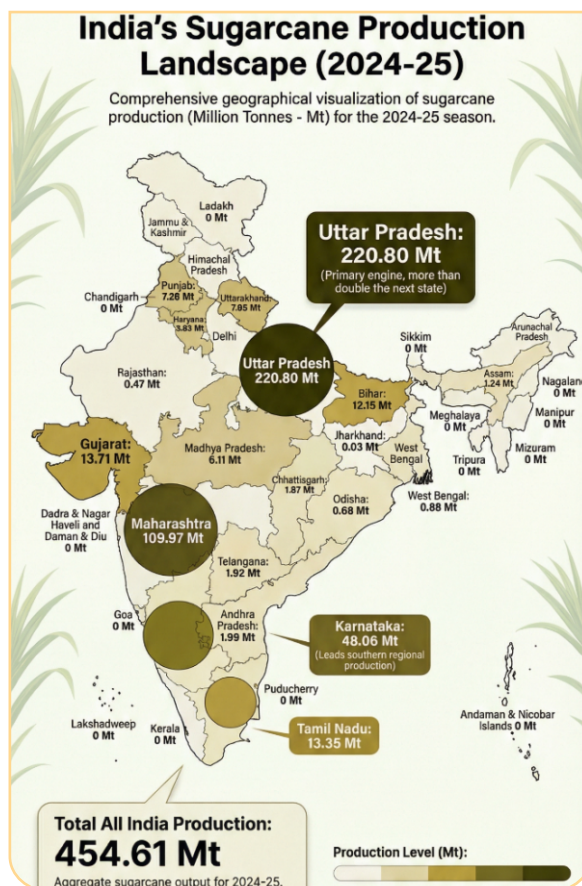 India's Sugarcane Production
Landscape (2024-25)
Comprehensive geographical visualization of sugarcane
production (Million Tonnes - Mt) for the 2024-25 season.
Ladakh
0 Mt
Jammu &
Kashmir
Himachal
Pradesh
Uttar Pradesh:
220.80 Mt
(Primary engine, more than
double the next state)
Punjab:
7.26 Mt
Chandigarh
0 Mt
Uttarakhand:
7.85 Mt
Haryana:
3.83 Mt
Delhi
Rajasthan:
0.47 Mt
Uttar Pradesh
220.80 Mt
Sikkim
0 Mt
Arunachal
Pradesh
Assam:
1.24 Mt
Nagaland
0 Mt
Bihar:
12.15 Mt
Meghalaya
0 Mt
Manipur
0 Mt
Gujarat:
13.71 Mt
Madhya Pradesh:
6.11 Mt
Jharkhand:
0.03 Mt
West
Bengal
Tripura
0 Mt
Mizuram
0 Mt
Chhattisgarh:
1.87 Mt
Odisha:
0.68 Mt
West Bengal:
0.88 Mt
Dadra & Nagar
Haveli and
Daman & Diu
0 Mt
Maharashtra
109.97 Mt
Telangana:
1.92 Mt
Goa
0 Mt
Andhra
Pradesh:
1.99 Mt
Karnataka:
48.06 Mt
(Leads southern regional
production)
Puducherry
0 Mt
Lakshadweep
0 Mt
Kerala
0 Mt
Tamil Nadu:
13.35 Mt
Andaman & Nicobar
Islands 0 Mt
Total All India Production:
454.61 Mt
Aggregate sugarcane output for 2024-25.
Production Level (Mt):